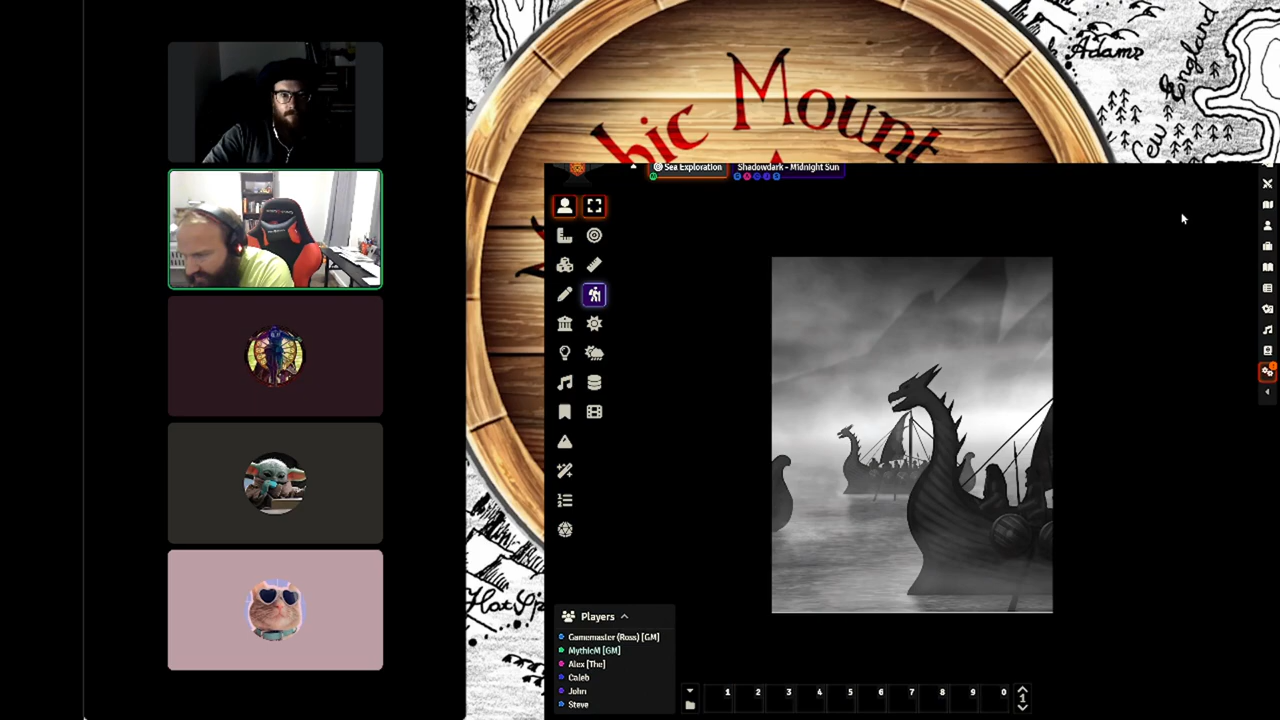 Adams
England
hic Mount
Sea Exploration
Shadowdark - Midnight Sun
Players
Gamemaster (Ross) [GM]
MythicM [GM]
Alex [The]
Caleb
John
Steve
1 2 3 4 5 6 7 8 9 0
1